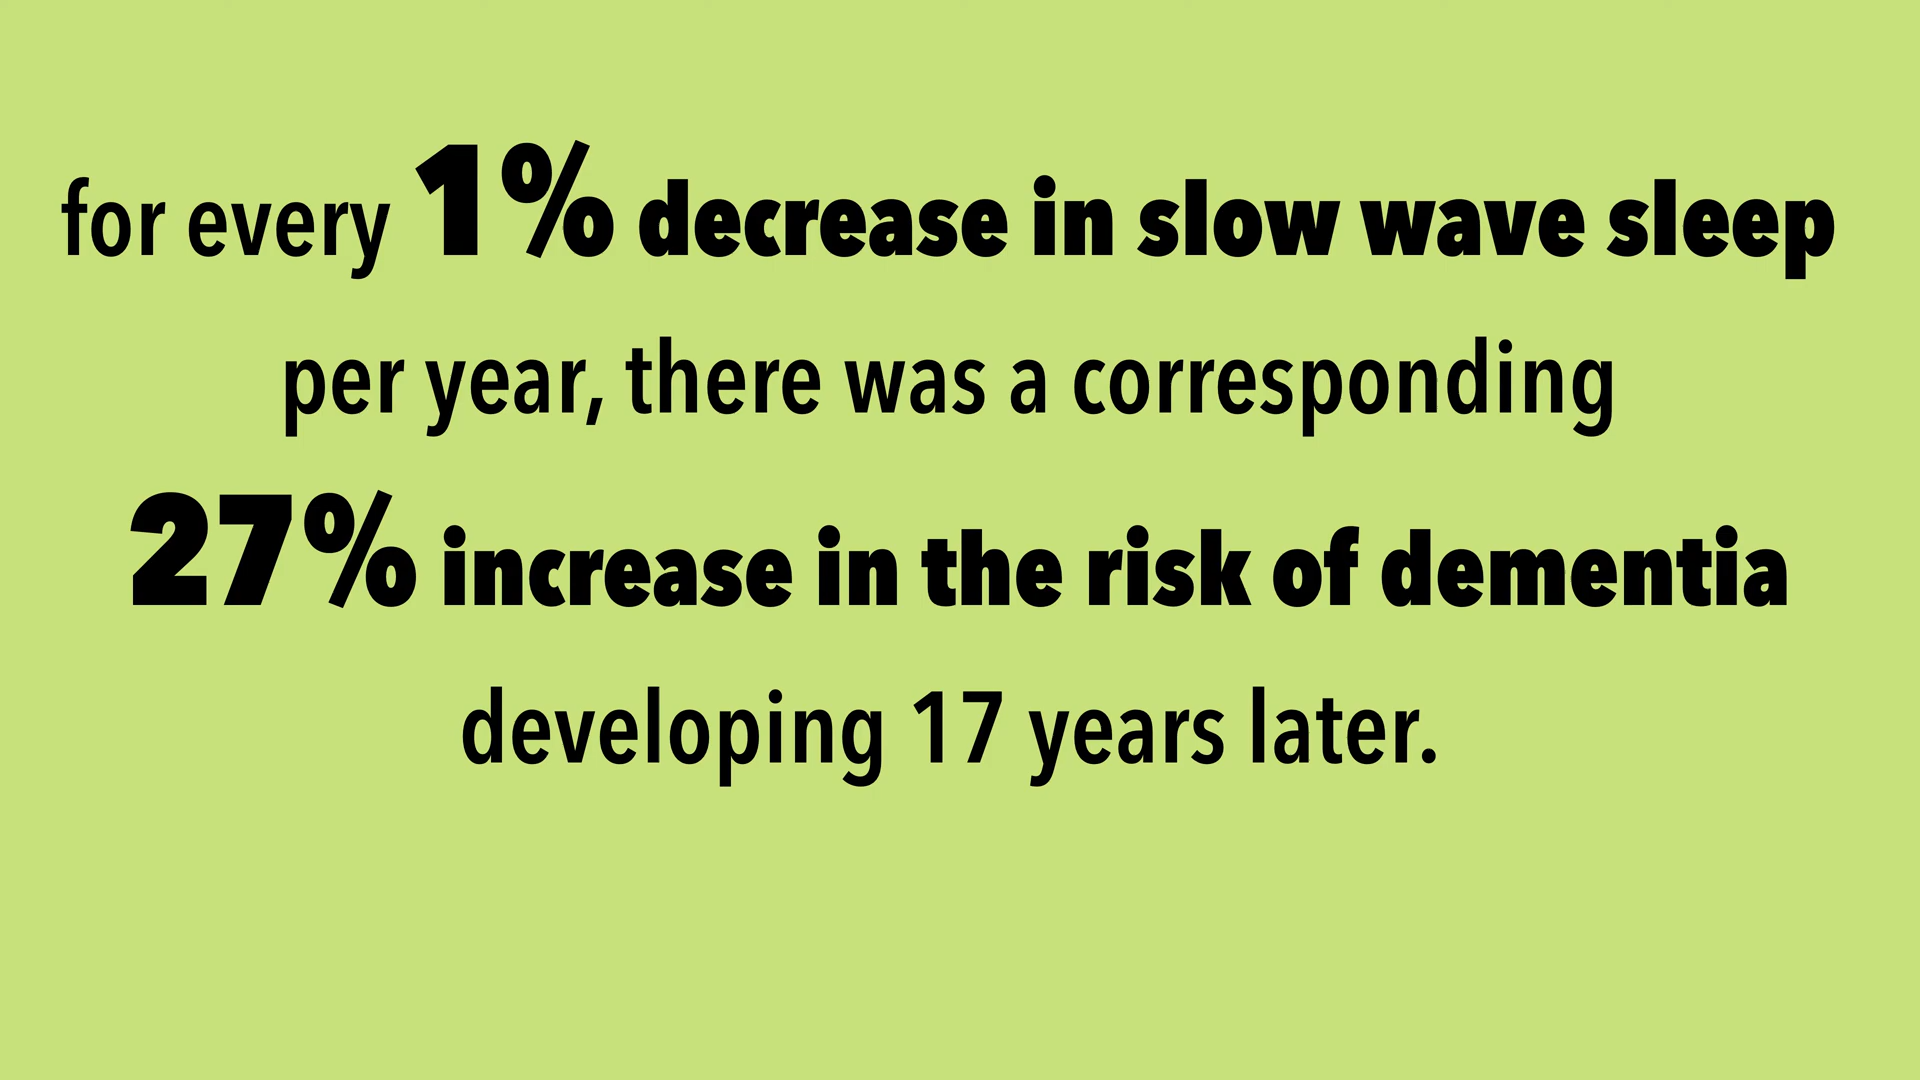 for every 1% decrease in slow wave sleep
per year, there was a corresponding
27% increase in the risk of dementia
developing 17 years later.